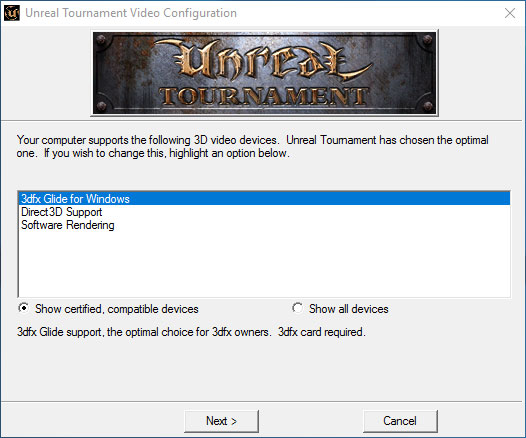 Unreal Tournament Video Configuration
UnreaL
TOURNAMENT
Your computer supports the following 3D video devices.  Unreal Tournament has chosen the optimal
one.  If you wish to change this, highlight an option below.
3dfx Glide for Windows
Direct3D Support
Software Rendering
Show certified, compatible devices
Show all devices
3dfx Glide support, the optimal choice for 3dfx owners.  3dfx card required.
Next >
Cancel